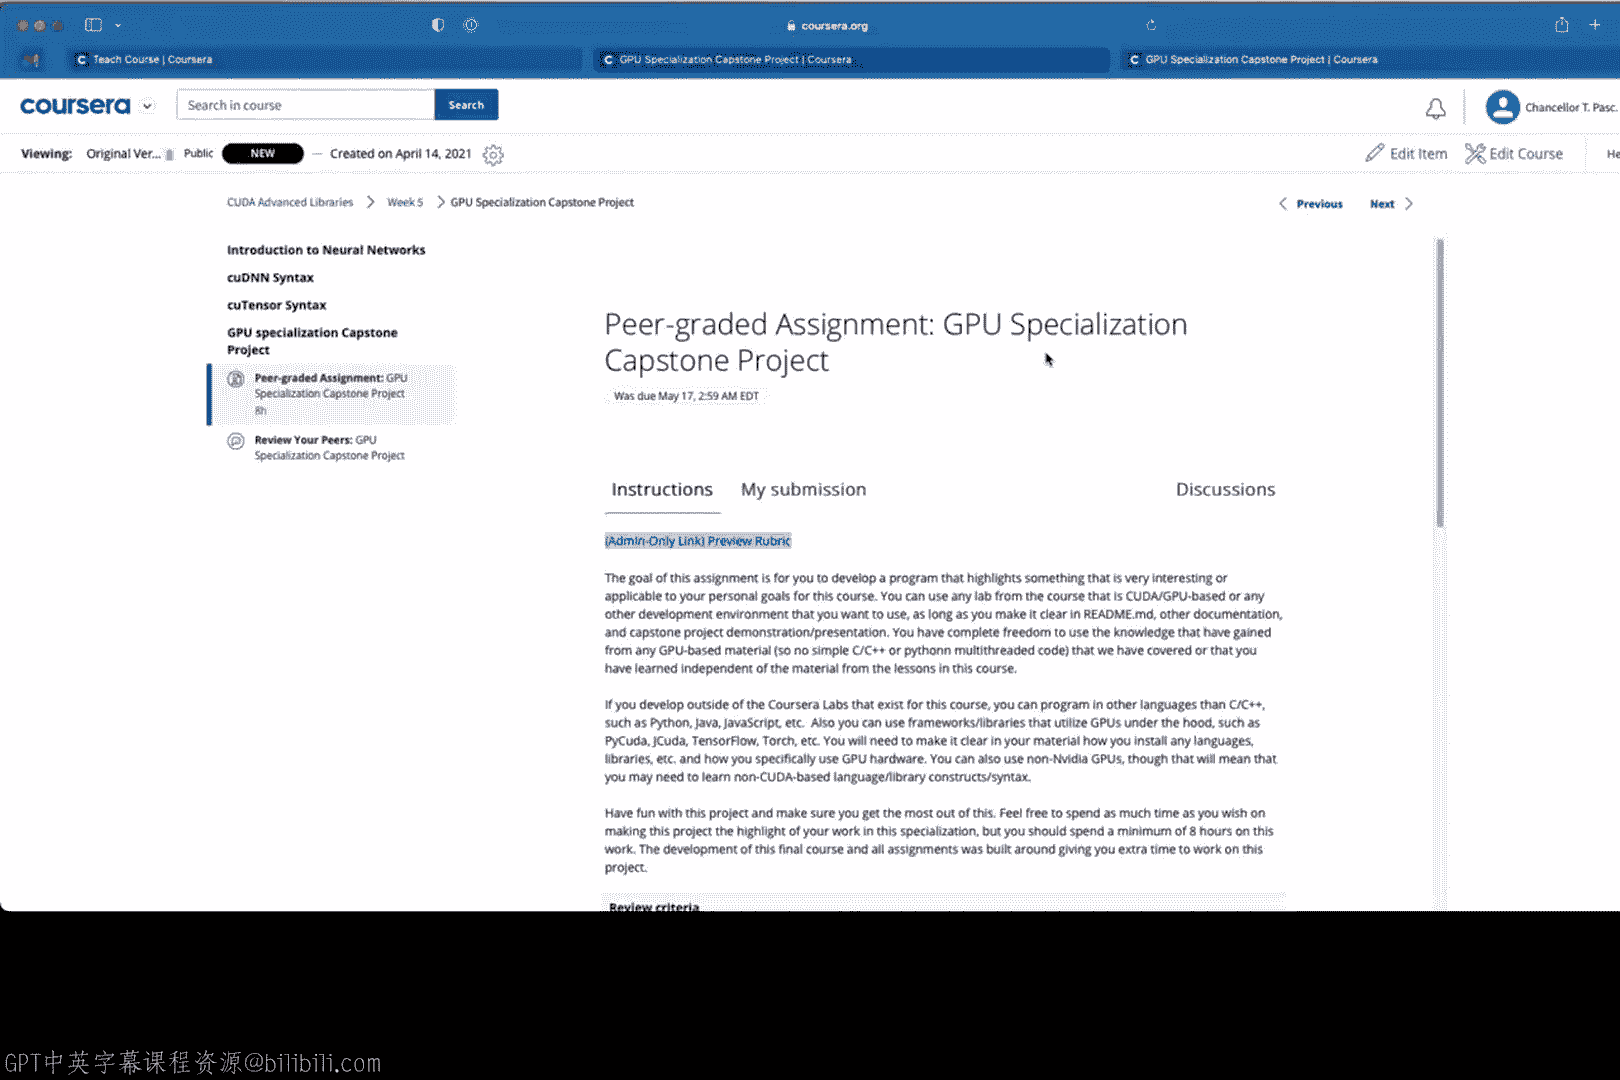 coursera.org
Teach Course | Coursera
GPU Specialization Capstone Project | Coursera
GPU Specialization Capstone Project | Coursera
coursera
Search in course
Search
Chancellor T. Pasc.
Viewing:
Original Ver...
Public
NEW
— Created on April 14, 2021
Edit Item
Edit Course
He
CUDA Advanced Libraries > Week 5 > GPU Specialization Capstone Project
Previous
Next
Introduction to Neural Networks
cuDNN Syntax
cuTensor Syntax
GPU specialization Capstone
Project
Peer-graded Assignment: GPU
Specialization Capstone Project
8h
Review Your Peers: GPU
Specialization Capstone Project
Peer-graded Assignment: GPU Specialization
Capstone Project
Was due May 17, 2:59 AM EDT
Instructions
My submission
Discussions
(Admin-Only Link) Preview Rubric
The goal of this assignment is for you to develop a program that highlights something that is very interesting or
applicable to your personal goals for this course. You can use any lab from the course that is CUDA/GPU-based or any
other development environment that you want to use, as long as you make it clear in README.md, other documentation,
and capstone project demonstration/presentation. You have complete freedom to use the knowledge that have gained
from any GPU-based material (so no simple C/C++ or pythonn multithreaded code) that we have covered or that you
have learned independent of the material from the lessons in this course.
If you develop outside of the Coursera Labs that exist for this course, you can program in other languages than C/C++,
such as Python, Java, JavaScript, etc. Also you can use frameworks/libraries that utilize GPUs under the hood, such as
PyCuda, JCuda, TensorFlow, Torch, etc. You will need to make it clear in your material how you install any languages,
libraries, etc. and how you specifically use GPU hardware. You can also use non-Nvidia GPUs, though that will mean that
you may need to learn non-CUDA-based language/library constructs/syntax.
Have fun with this project and make sure you get the most out of this. Feel free to spend as much time as you wish on
making this project the highlight of your work in this specialization, but you should spend a minimum of 8 hours on this
work. The development of this final course and all assignments was built around giving you extra time to work on this
project.
Review criteria
GPT中英字幕课程资源@bilibili.com